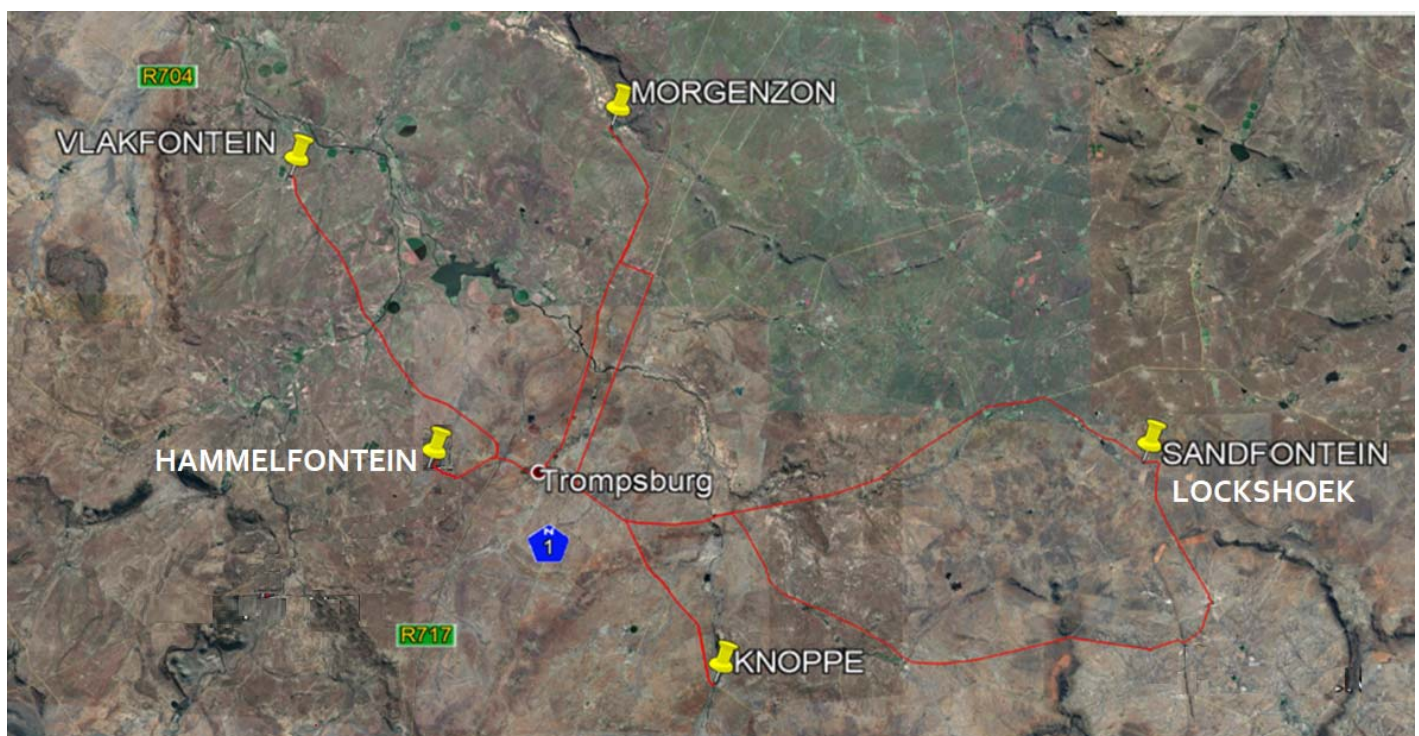 R704
MORGENZON
VLAKFONTEIN
HAMMELFONTEIN
Trompsburg
SANDFONTEIN
LOCKSHOEK
N
1
R717
KNOPPE